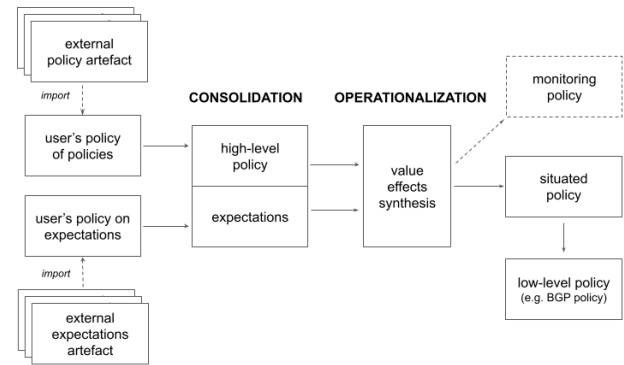 external
policy artefact
import
user's policy
of policies
user's policy on
expectations
import
external
expectations
artefact
CONSOLIDATION
high-level
policy
expectations
OPERATIONALIZATION
value
effects
synthesis
monitoring
policy
situated
policy
low-level policy
(e.g. BGP policy)